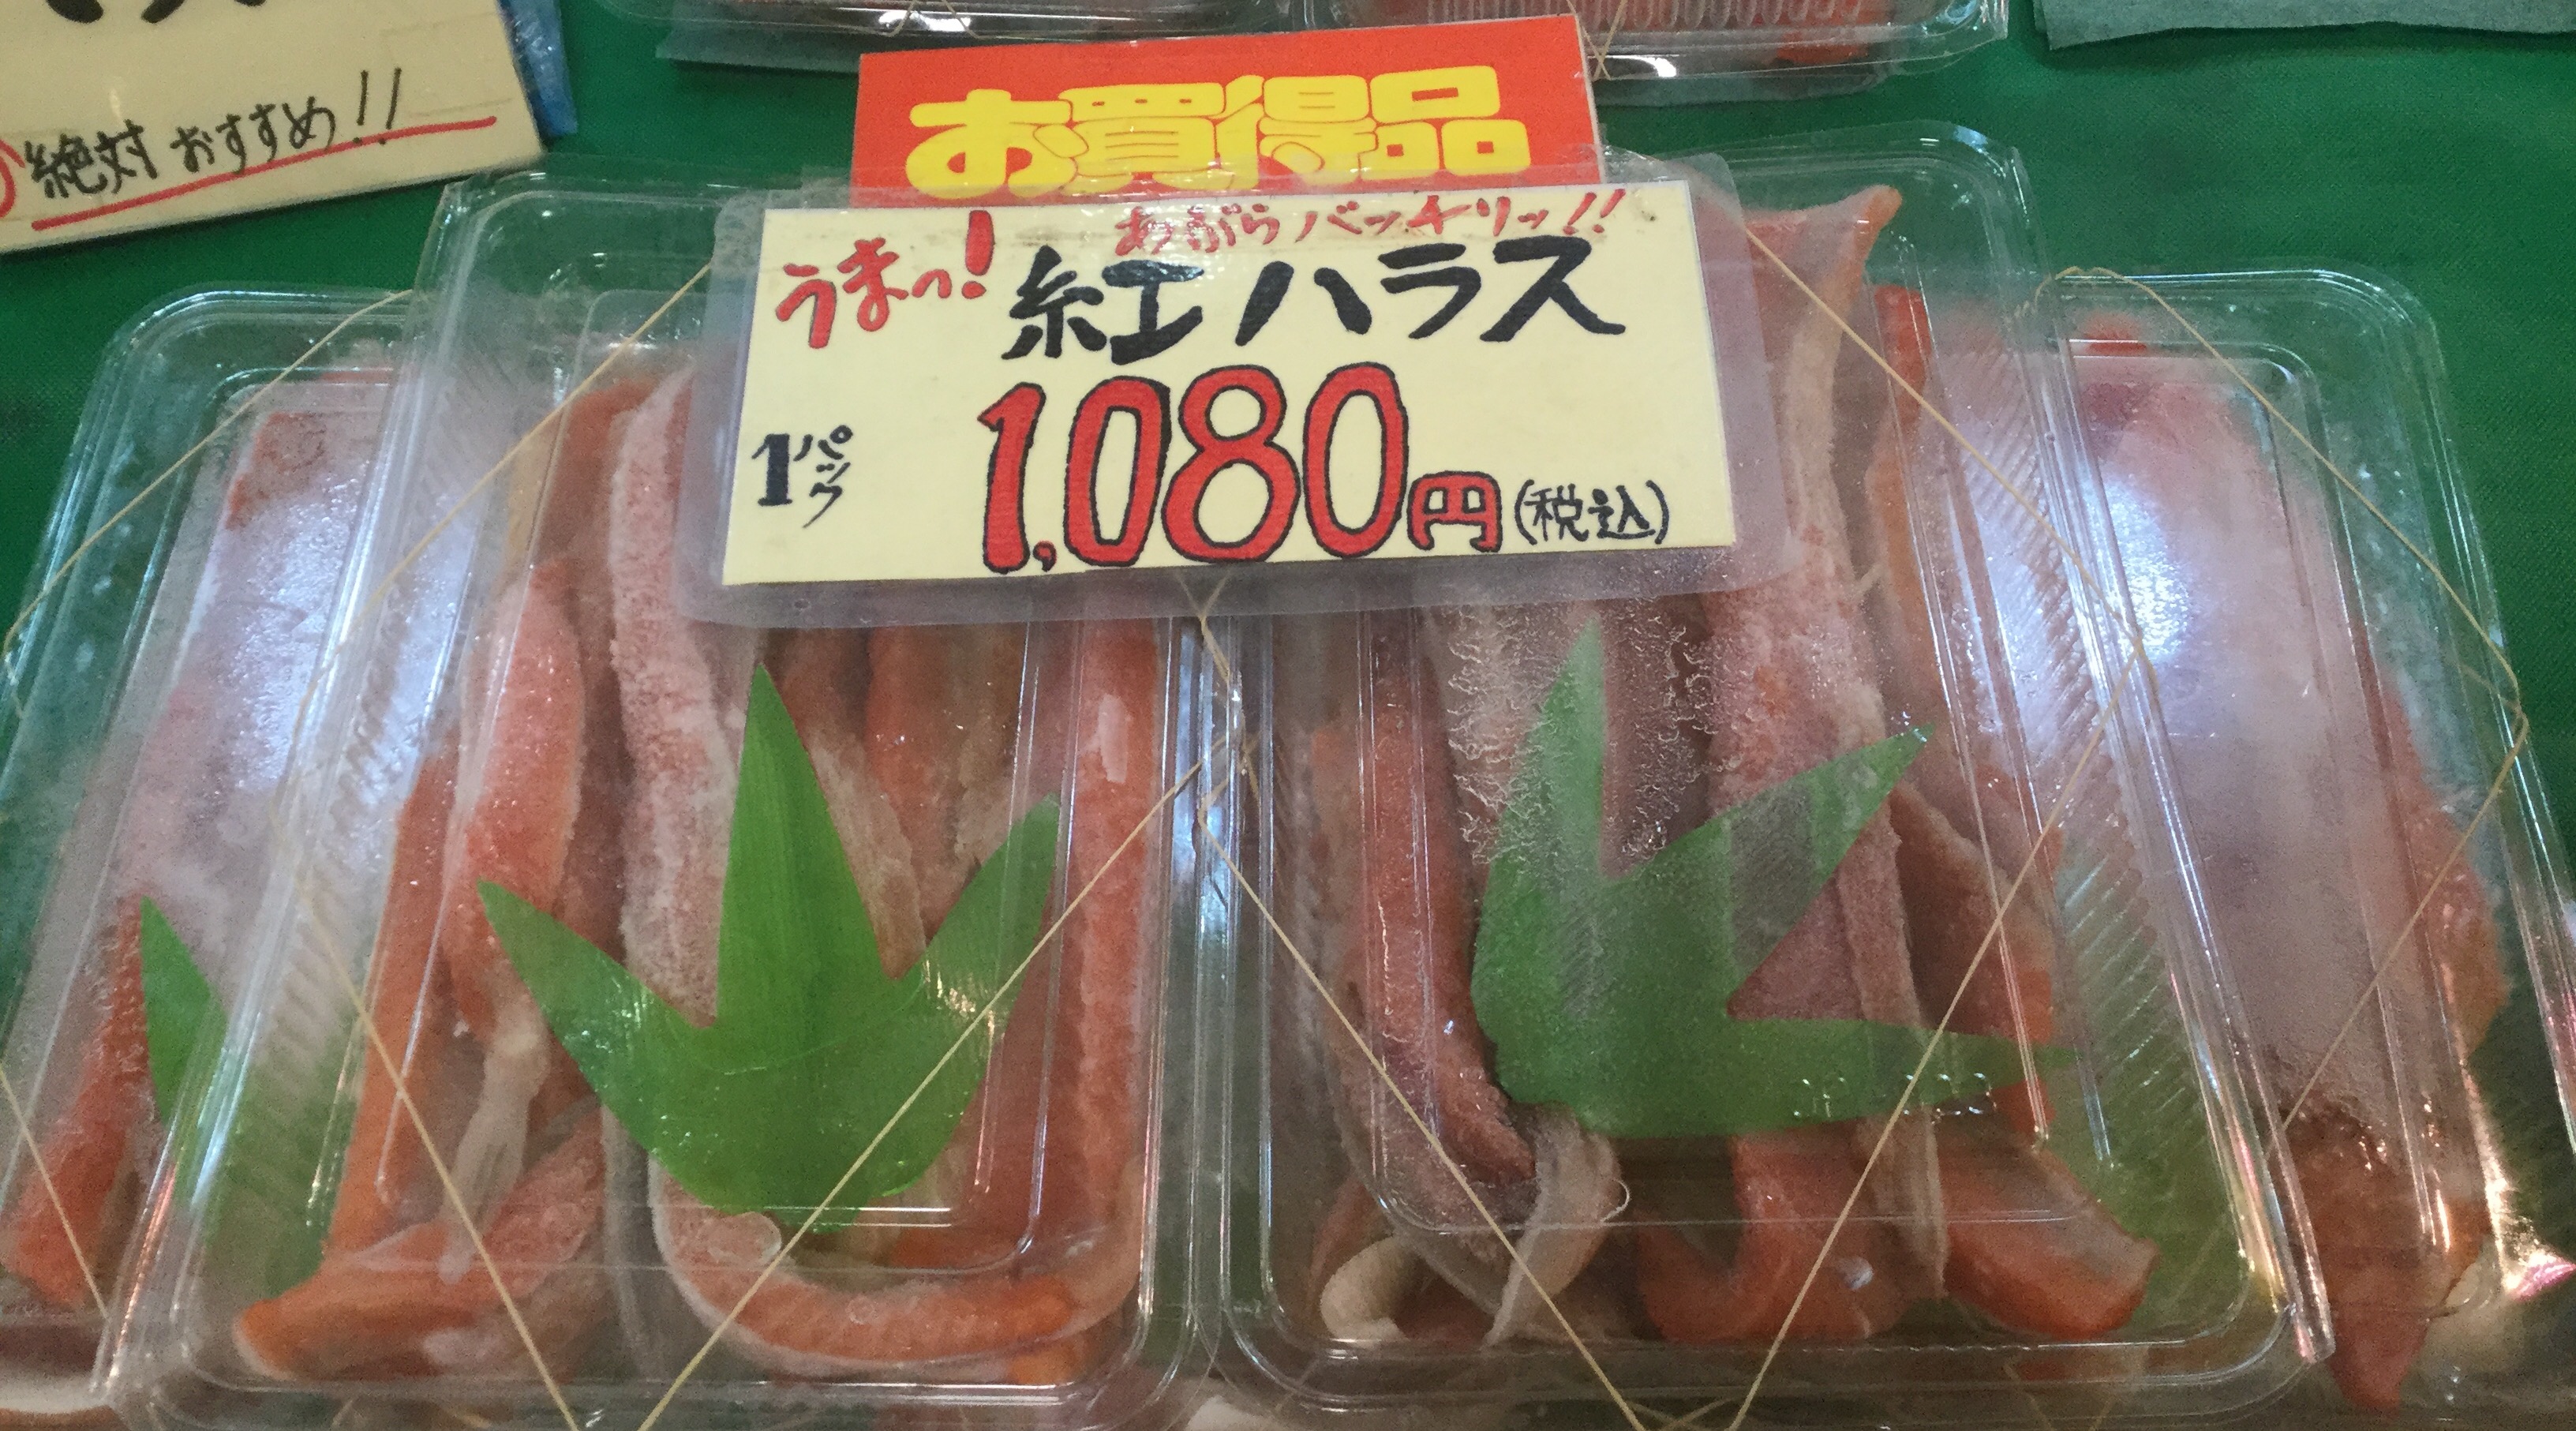 絶対 おすすめ!!
お買得品
あぶらバッチリッ!!
うまっ! 紅ハラス
1パック 1,080円(税込)